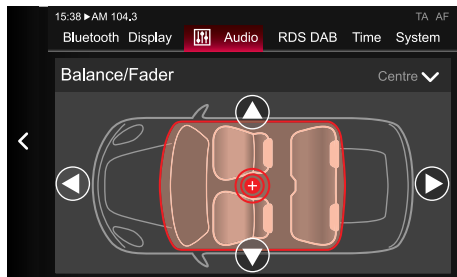 15:38 ▶ AM 104.3 TA AF
Bluetooth Display Audio RDS DAB Time System
Balance/Fader Centre